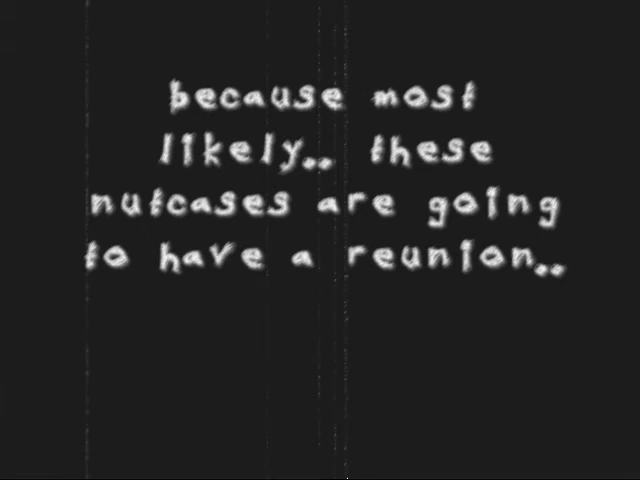 because most
likely.. these
nutcases are going
to have a reunion..